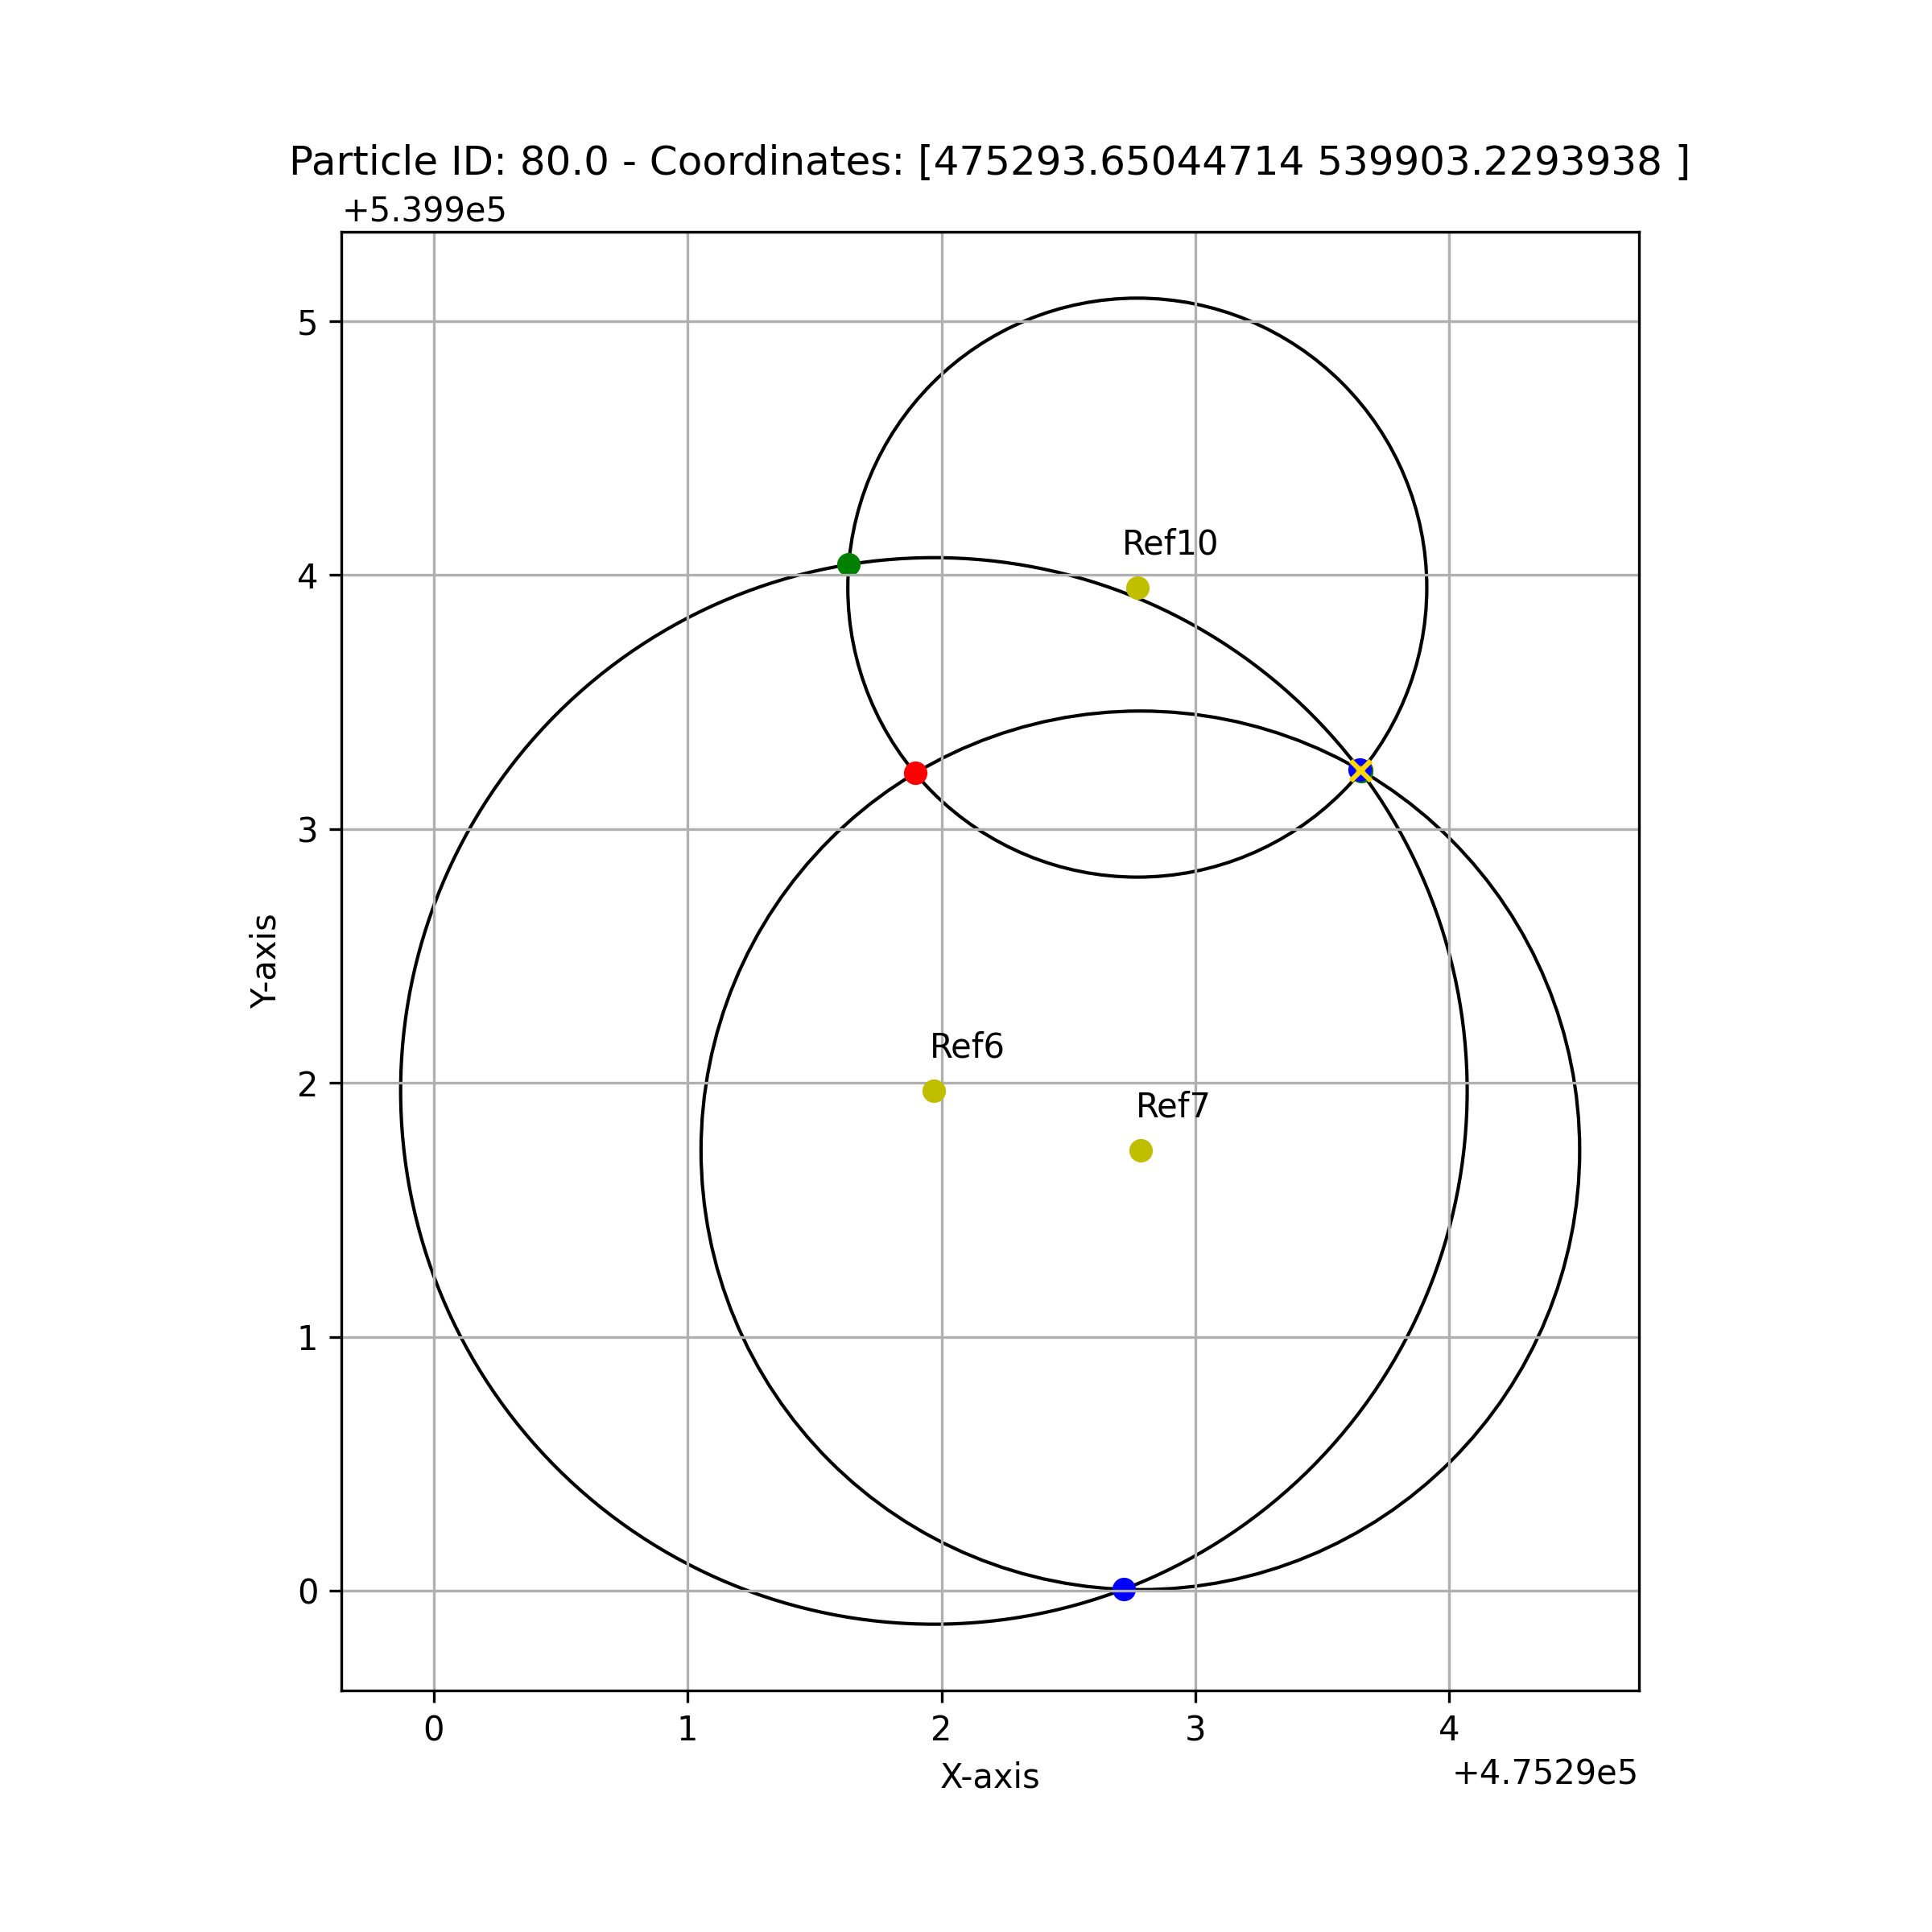 Particle ID: 80.0 - Coordinates: [475293.65044714 539903.2293938 ]
+5.399e5
5
Ref10
4
3
Y-axis
Ref6
2
Ref7
1
0
0 1 2 3 4
X-axis
+4.7529e5